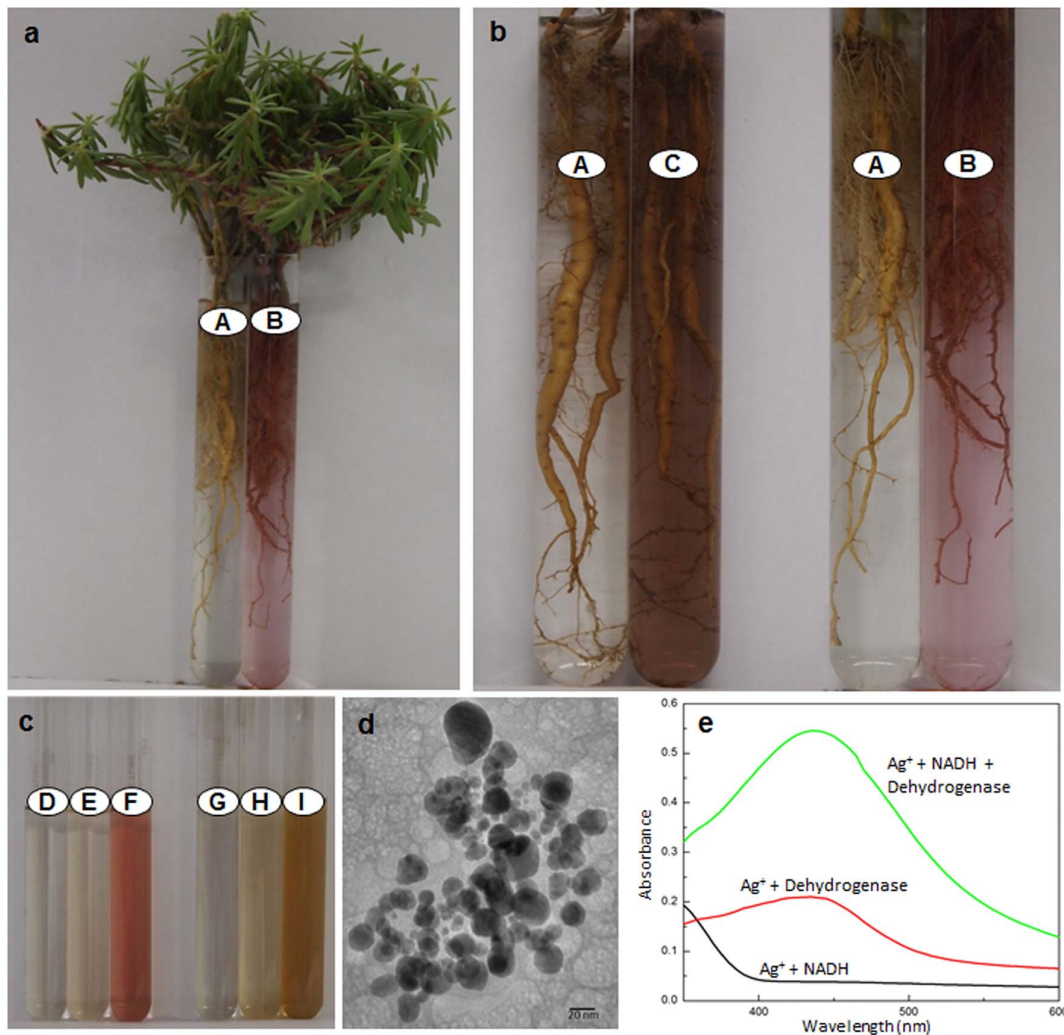 a
A
B
b
A
C
A
B
c
D
E
F
G
H
I
d
20 nm
e
0.6
0.5
0.4
0.3
0.2
0.1
0.0
Absorbance
Ag⁺ + NADH +
Dehydrogenase
Ag⁺ + Dehydrogenase
Ag⁺ + NADH
400
500
60
Wavelength (nm)